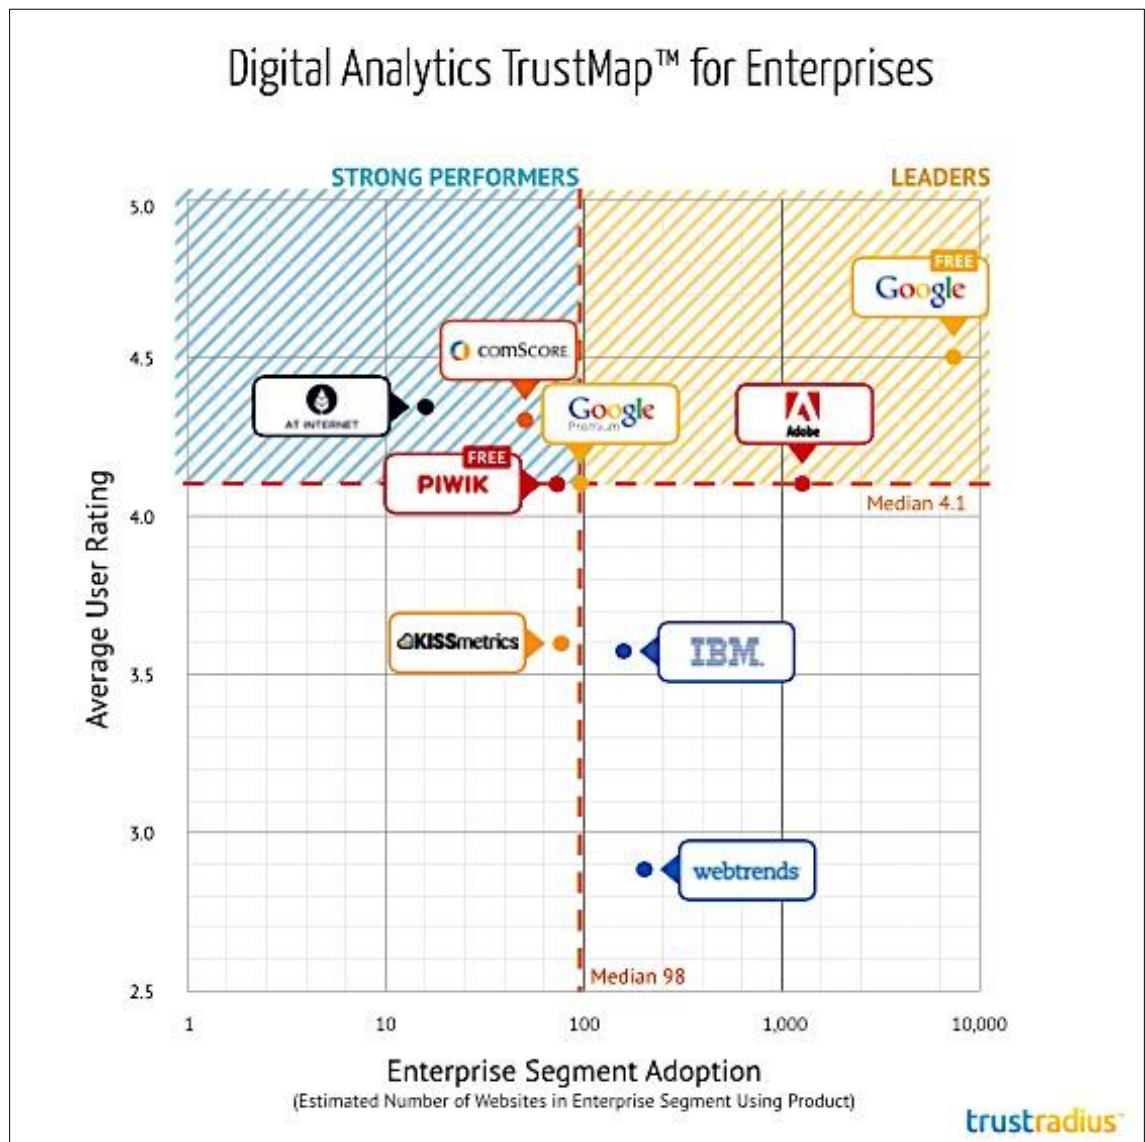 Digital Analytics TrustMap™ for Enterprises
STRONG PERFORMERS
LEADERS
5.0
FREE
Google
comSCORE
4.5
AT INTERNET
Google
Premium
Adobe
FREE
PIWIK
Median 4.1
4.0
Average User Rating
KISSmetrics
IBM.
3.5
3.0
webtrends
Median 98
2.5
1
10
100
1,000
10,000
Enterprise Segment Adoption
(Estimated Number of Websites in Enterprise Segment Using Product)
trustradius™